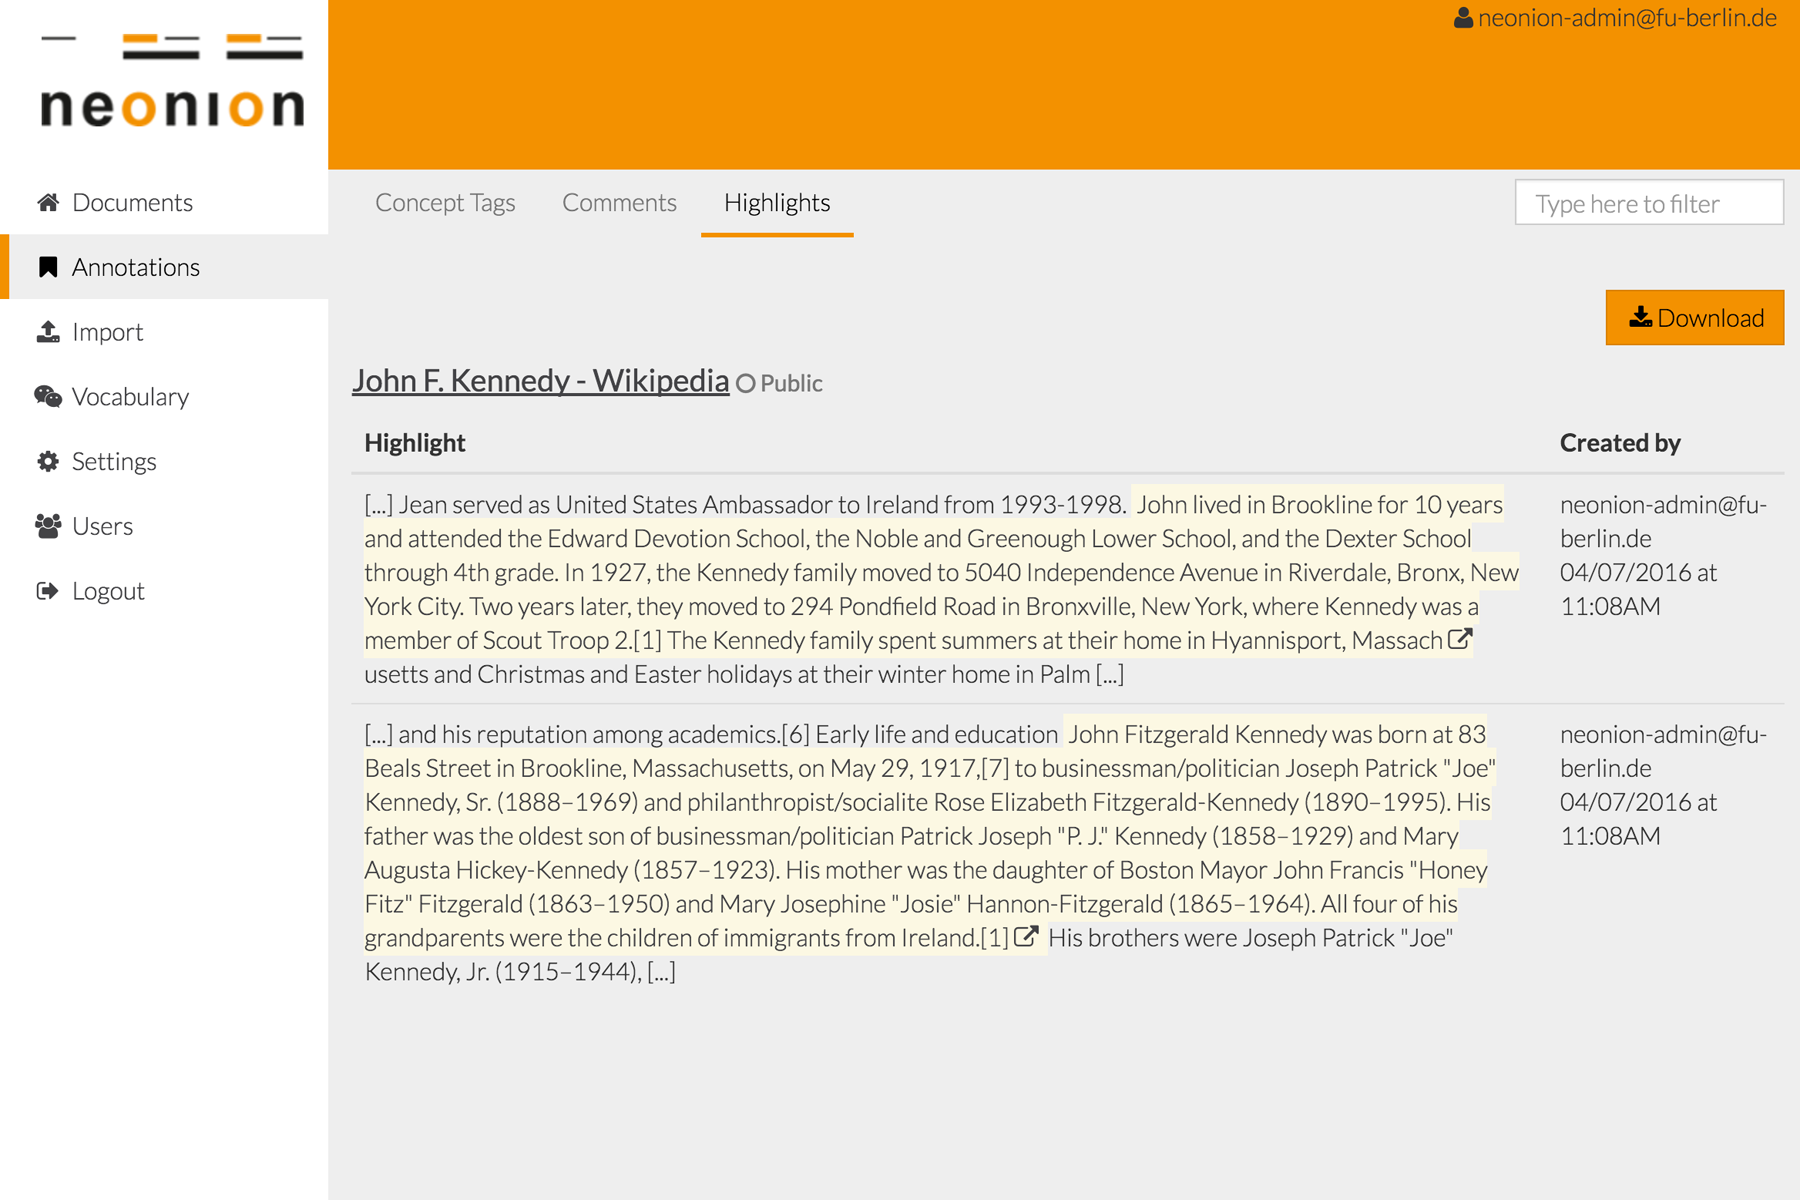 neonion
neonion-admin@fu-berlin.de
Documents
Annotations
Import
Vocabulary
Settings
Users
Logout
Concept Tags
Comments
Highlights
Type here to filter
Download
John F. Kennedy - Wikipedia Public
Highlight
Created by
[...] Jean served as United States Ambassador to Ireland from 1993-1998. John lived in Brookline for 10 years
and attended the Edward Devotion School, the Noble and Greenough Lower School, and the Dexter School
through 4th grade. In 1927, the Kennedy family moved to 5040 Independence Avenue in Riverdale, Bronx, New
York City. Two years later, they moved to 294 Pondfield Road in Bronxville, New York, where Kennedy was a
member of Scout Troop 2.[1] The Kennedy family spent summers at their home in Hyannisport, Massach
usetts and Christmas and Easter holidays at their winter home in Palm [...]
neonion-admin@fu-
berlin.de
04/07/2016 at
11:08AM
[...] and his reputation among academics.[6] Early life and education John Fitzgerald Kennedy was born at 83
Beals Street in Brookline, Massachusetts, on May 29, 1917,[7] to businessman/politician Joseph Patrick "Joe"
Kennedy, Sr. (1888–1969) and philanthropist/socialite Rose Elizabeth Fitzgerald-Kennedy (1890–1995). His
father was the oldest son of businessman/politician Patrick Joseph "P. J." Kennedy (1858–1929) and Mary
Augusta Hickey-Kennedy (1857–1923). His mother was the daughter of Boston Mayor John Francis "Honey
Fitz" Fitzgerald (1863–1950) and Mary Josephine "Josie" Hannon-Fitzgerald (1865–1964). All four of his
grandparents were the children of immigrants from Ireland.[1] His brothers were Joseph Patrick "Joe"
Kennedy, Jr. (1915–1944), [...]
neonion-admin@fu-
berlin.de
04/07/2016 at
11:08AM